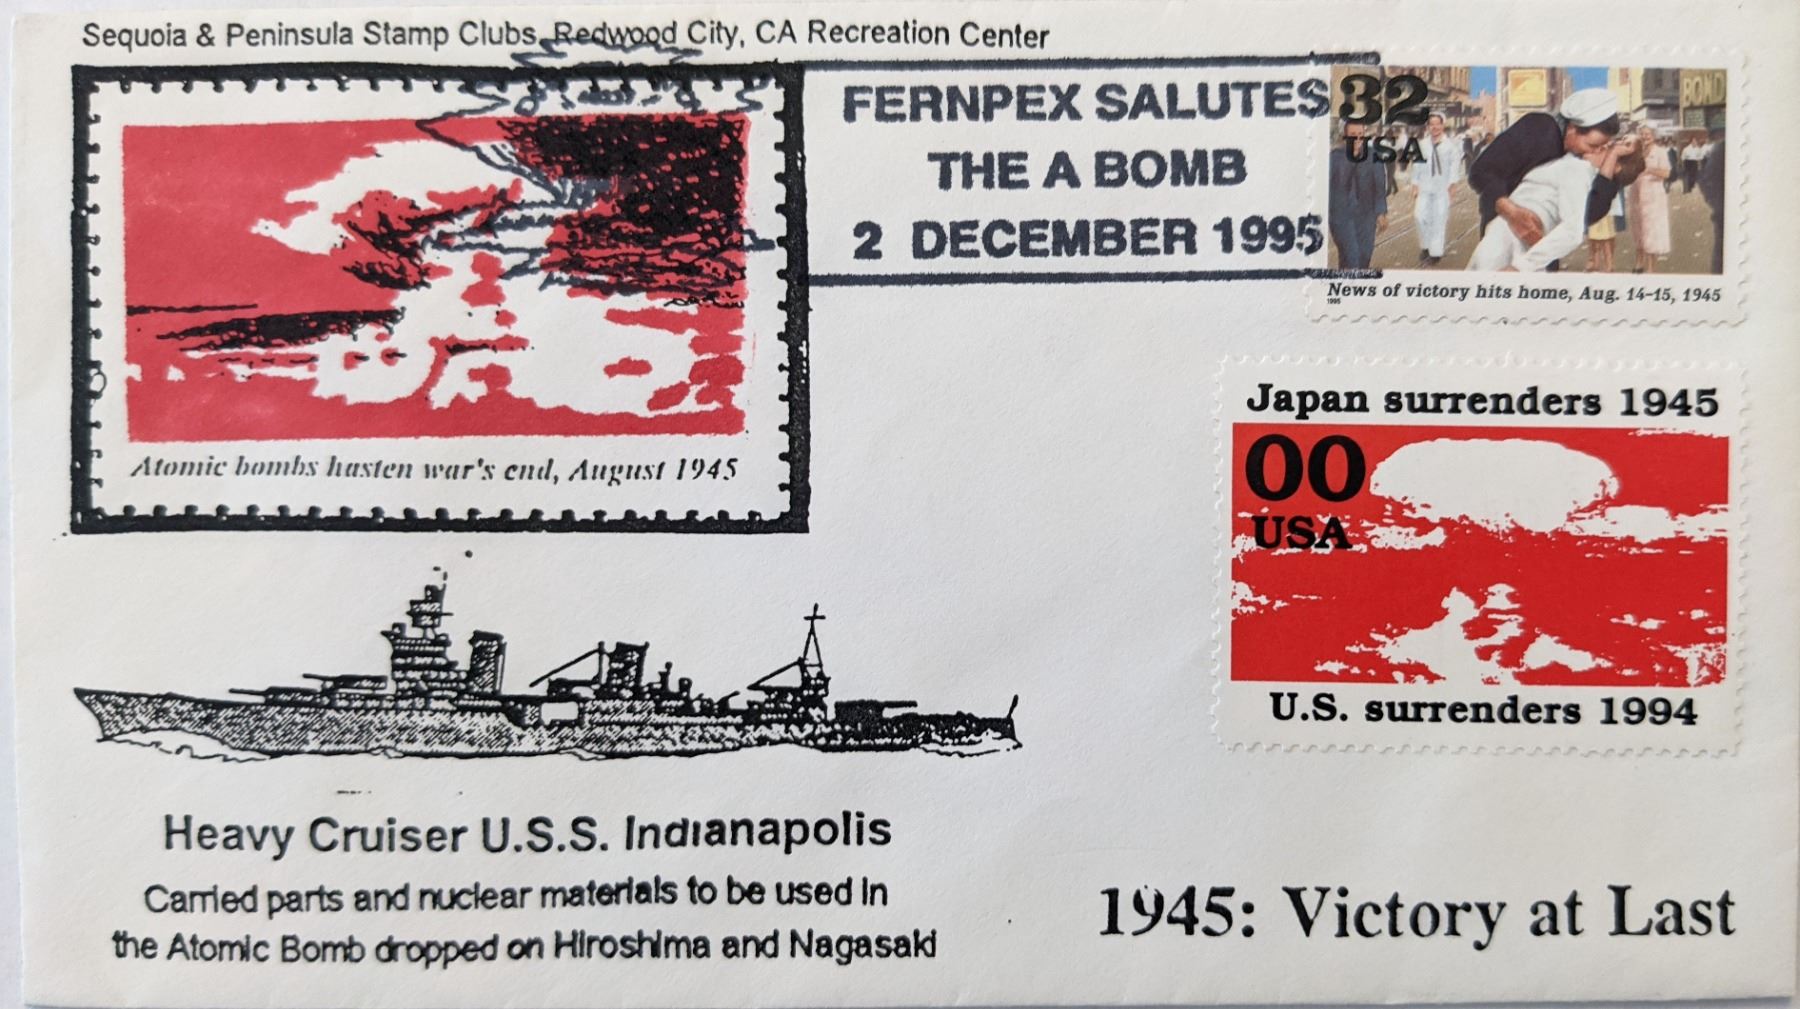 Sequoia & Peninsula Stamp Clubs, Redwood City, CA Recreation Center
FERNPEX SALUTES
THE A BOMB
2 DECEMBER 1995
32
USA
BOND
News of victory hits home, Aug. 14-15, 1945
1995
Atomic bombs hasten war's end, August 1945
Japan surrenders 1945
00
USA
U.S. surrenders 1994
Heavy Cruiser U.S.S. Indianapolis
Carried parts and nuclear materials to be used in
the Atomic Bomb dropped on Hiroshima and Nagasaki
1945: Victory at Last